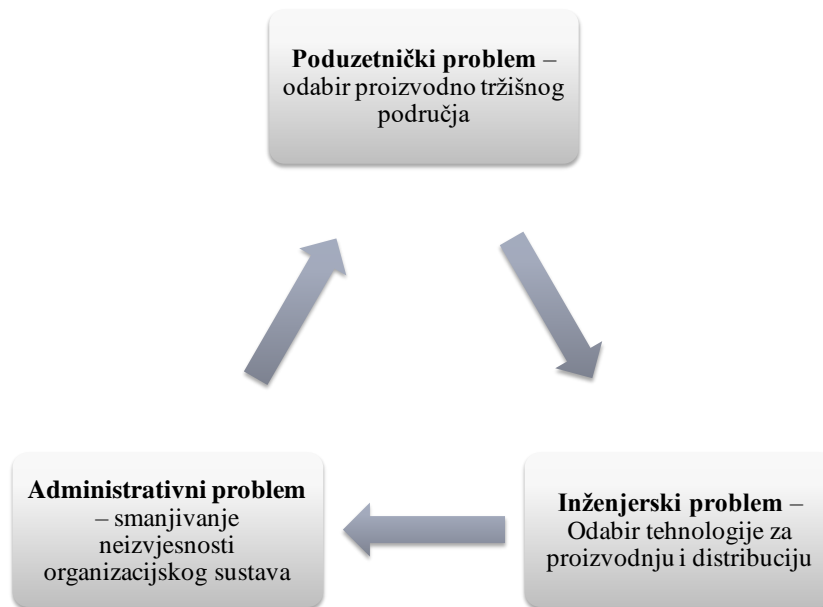 Poduzetnički problem –
odabir proizvodno tržišnog
područja
Administrativni problem
– smanjivanje
neizvjesnosti
organizacijskog sustava
Inženjerski problem –
Odabir tehnologije za
proizvodnju i distribuciju